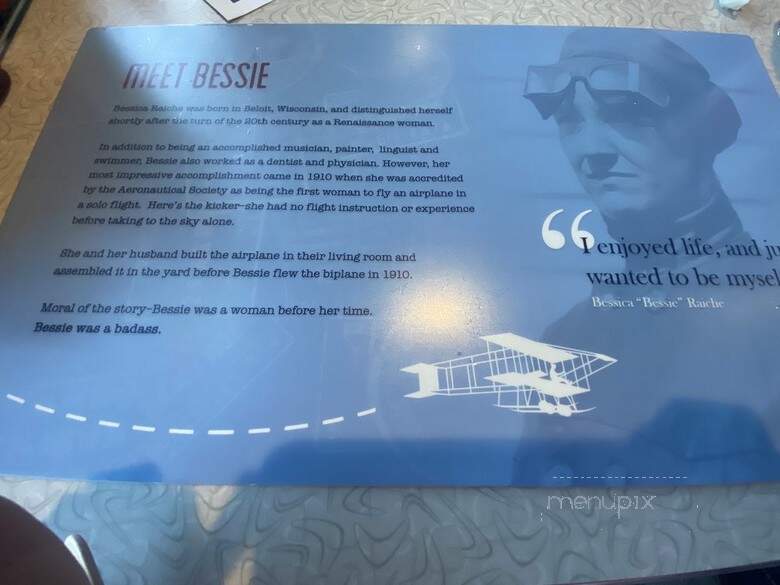 MEET BESSIE
Bessica Raiche was born in Beloit, Wisconsin, and distinguished herself
shortly after the turn of the 20th century as a Renaissance woman.
In addition to being an accomplished musician, painter, linguist and
swimmer, Bessie also worked as a dentist and physician. However, her
most impressive accomplishment came in 1910 when she was accredited
by the Aeronautical Society as being the first woman to fly an airplane in
a solo flight. Here's the kicker–she had no flight instruction or experience
before taking to the sky alone.
She and her husband built the airplane in their living room and
assembled it in the yard before Bessie flew the biplane in 1910.
Moral of the story–Bessie was a woman before her time.
Bessie was a badass.
“I enjoyed life, and ju
wanted to be mysel
Bessica “Bessie” Raiche
menupix